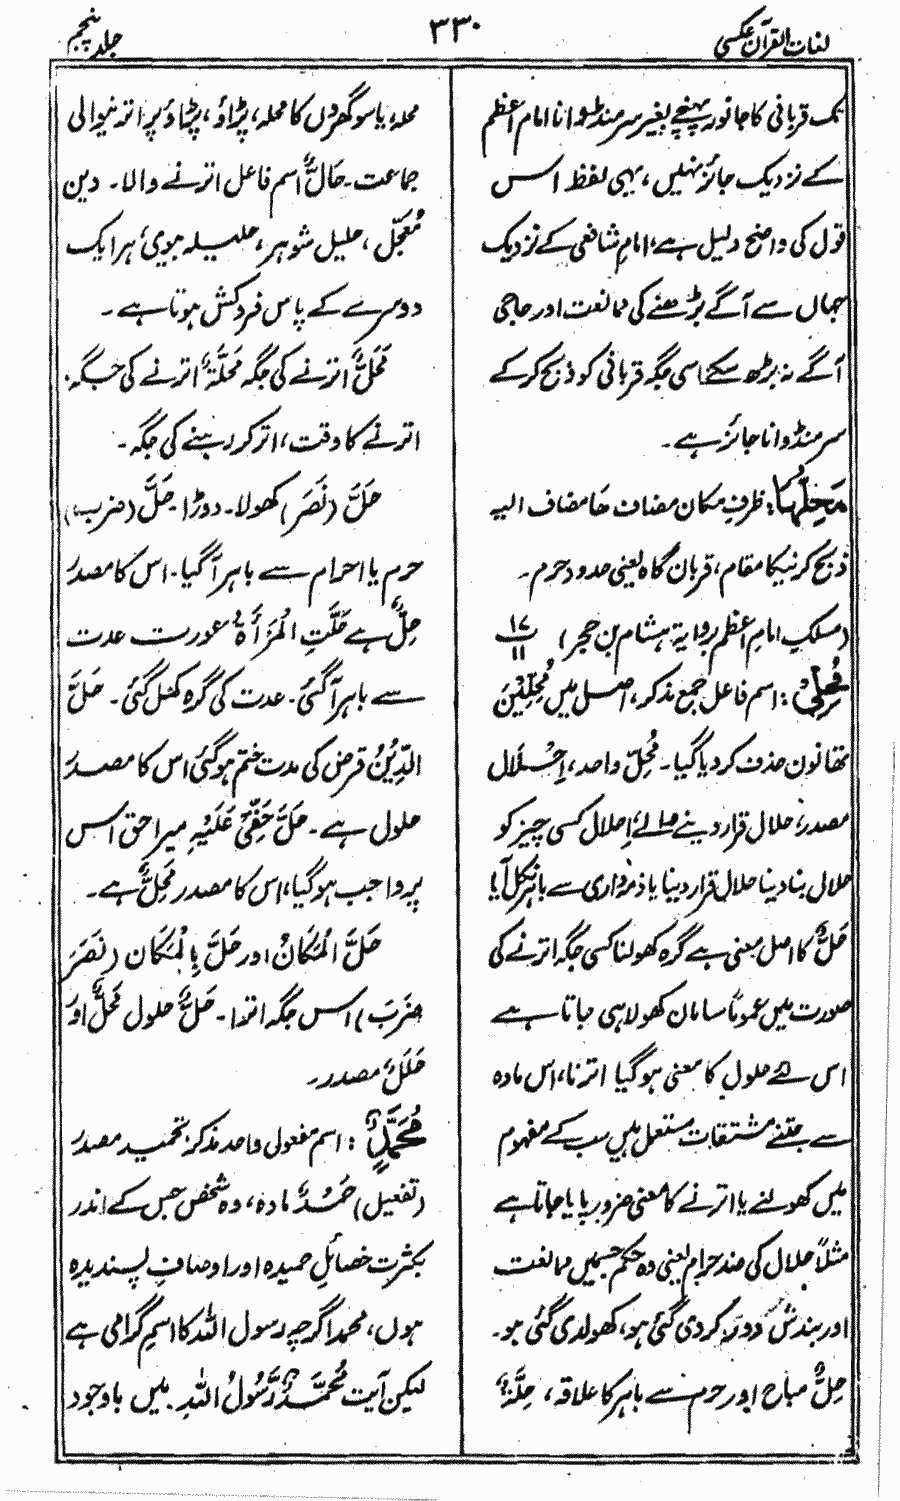 لغات القرآن عکسی
۳۳۰
جلد پنجم
تک قربانی کا جانور پہنچے بغیر سر منڈوانا امام اعظم
کے نزدیک جائز نہیں، یہی لفظ اس
قول کی واضح دلیل ہے، امامِ شافعی کے نزدیک
جہاں سے آگے بڑھنے کی ممانعت اور حاجی
آگے نہ بڑھ سکے اسی جگہ قربانی کو ذبح کر کے
سر منڈوانا جائز ہے۔
مَحِلُّہَا: ظرفِ مکان مضاف ھا مضاف الیہ
ذبح کرنیکا مقام، قربان گاہ یعنی حدود حرم۔
(مسلکِ امامِ اعظم بروایۃ ہشام بن حجر) ۱۷ ۱۱
مُحِلِّیْ: اسم فاعل جمع مذکر، اصل میں مُحِلِّیْنَ
تھا نون حذف کر دیا گیا۔ مُحِلّ واحد، اِحْلَال
مصدر، حلال قرار دینے والے، اِحلال کسی چیز کو
حلال بنا دینا حلال قرار دینا یا ذمہ داری سے باہر نکل آیا
حَلٌّ کا اصل معنی ہے گرہ کھولنا کسی جگہ اترنے کی
صورت میں عموماً سامان کھولا ہی جاتا ہے
اس لئے حلول کا معنی ہو گیا اترنا، اس مادہ
سے جتنے مشتقات مستعمل ہیں سب کے مفہوم
میں کھولنے یا اترنے کا معنی ضرور پایا جاتا ہے
مثلاً حلال کی ضد حرام یعنی وہ حکم جسمیں ممانعت
اور بندش دور کر دی گئی ہو، کھولدی گئی ہو۔
حِلٌّ مباح اور حرم سے باہر کا علاقہ، حِلَّۃٌ
محلہ یا سو گھروں کا محلہ، پڑاؤ، پڑاؤ پر اترنیوالی
جماعت۔ حَالٌّ اسم فاعل اترنے والا۔ دین
مُعجَّل، حلیل شوہر، حلیلہ بیوی، ہر ایک
دوسرے کے پاس فروکش ہوتا ہے۔
مَحَلٌّ اترنے کی جگہ مَحَلَّۃٌ اترنے کی جگہ،
اترنے کا وقت، اتر کر رہنے کی جگہ۔
حَلَّ (نَصَرَ) کھولا۔ دوڑا۔ حَلَّ (ضرب)
حرم یا احرام سے باہر آگیا۔ اس کا مصدر
حِلٌّ ہے حَلَّتِ الْمَرْأَۃُ عورت عدت
سے باہر آگئی۔ عدت کی گرہ کھل گئی۔ حَلَّ
الدَّیْنُ قرض کی مدت ختم ہوگئی اس کا مصدر
حلول ہے۔ حَلَّ حَقِّیْ عَلَیْہِ میرا حق اس
پر واجب ہو گیا، اس کا مصدر مَحِلٌّ ہے۔
حَلَّ الْمَکَانَ اور حَلَّ بِالْمَکَان (نَصَرَ
ضَرَبَ) اس جگہ اترا۔ حَلٌّ حلول مَحَلٌّ اور
حَلَلٌ مصدر۔
مُحَمَّدٌ: اسم مفعول واحد مذکر تحمید مصدر
(تفعیل) حَمْدٌ مادہ، وہ شخص جس کے اندر
بکثرت خصائلِ حمیدہ اور اوصافِ پسندیدہ
ہوں، محمد اگرچہ رسول اللہ کا اسمِ گرامی ہے
لیکن آیت مُحَمَّدٌ رَّسُوْلُ اللہِ میں باوجود